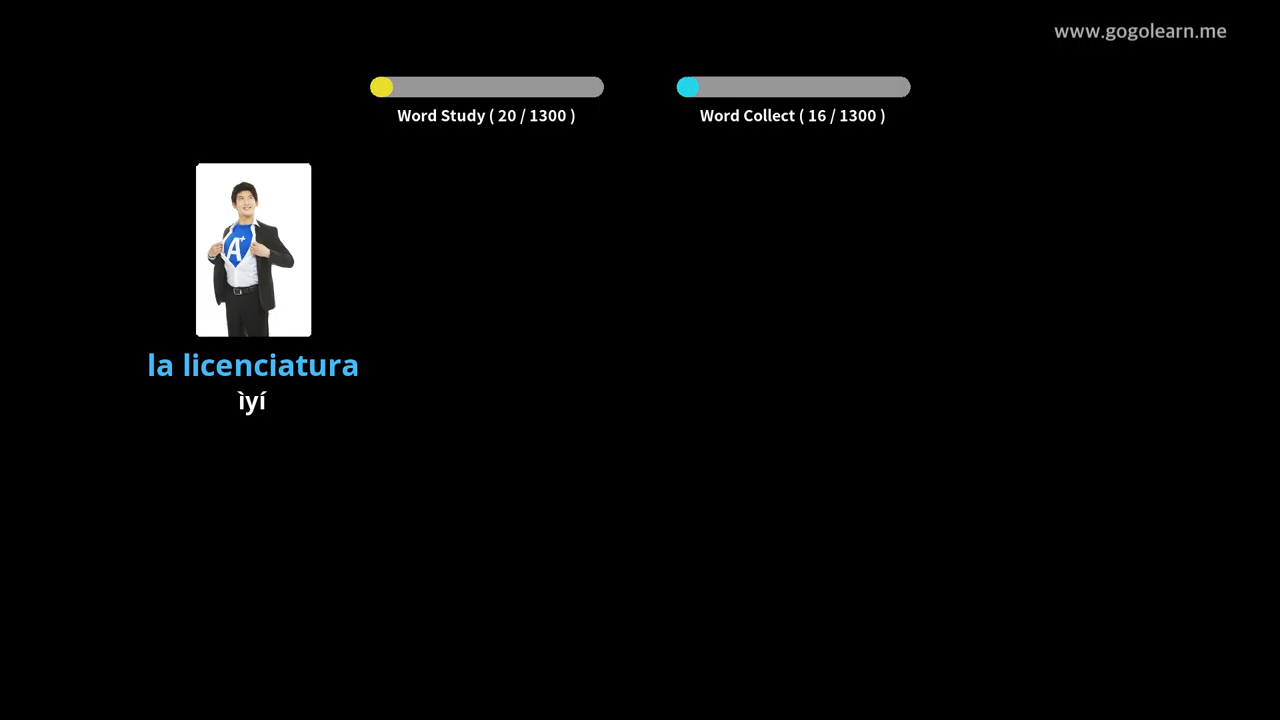 www.gogolearn.me
Word Study ( 20 / 1300 )
Word Collect ( 16 / 1300 )
A+
la licenciatura
ìyí